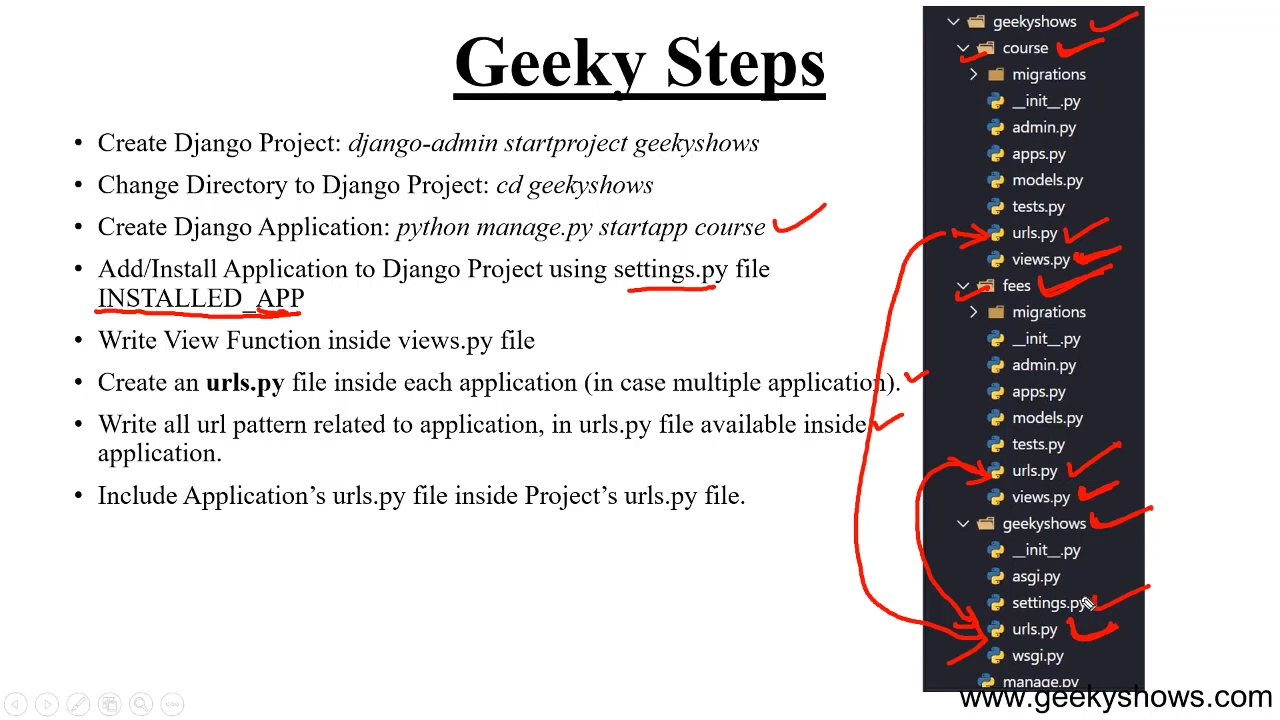 Geeky Steps
• Create Django Project: django-admin startproject geekyshows
• Change Directory to Django Project: cd geekyshows
• Create Django Application: python manage.py startapp course
• Add/Install Application to Django Project using settings.py file
INSTALLED_APP
• Write View Function inside views.py file
• Create an urls.py file inside each application (in case multiple application).
• Write all url pattern related to application, in urls.py file available inside
application.
• Include Application’s urls.py file inside Project’s urls.py file.
geekyshows
course
migrations
__init__.py
admin.py
apps.py
models.py
tests.py
urls.py
views.py
fees
migrations
__init__.py
admin.py
apps.py
models.py
tests.py
urls.py
views.py
geekyshows
__init__.py
asgi.py
settings.py
urls.py
wsgi.py
manage.py
www.geekyshows.com